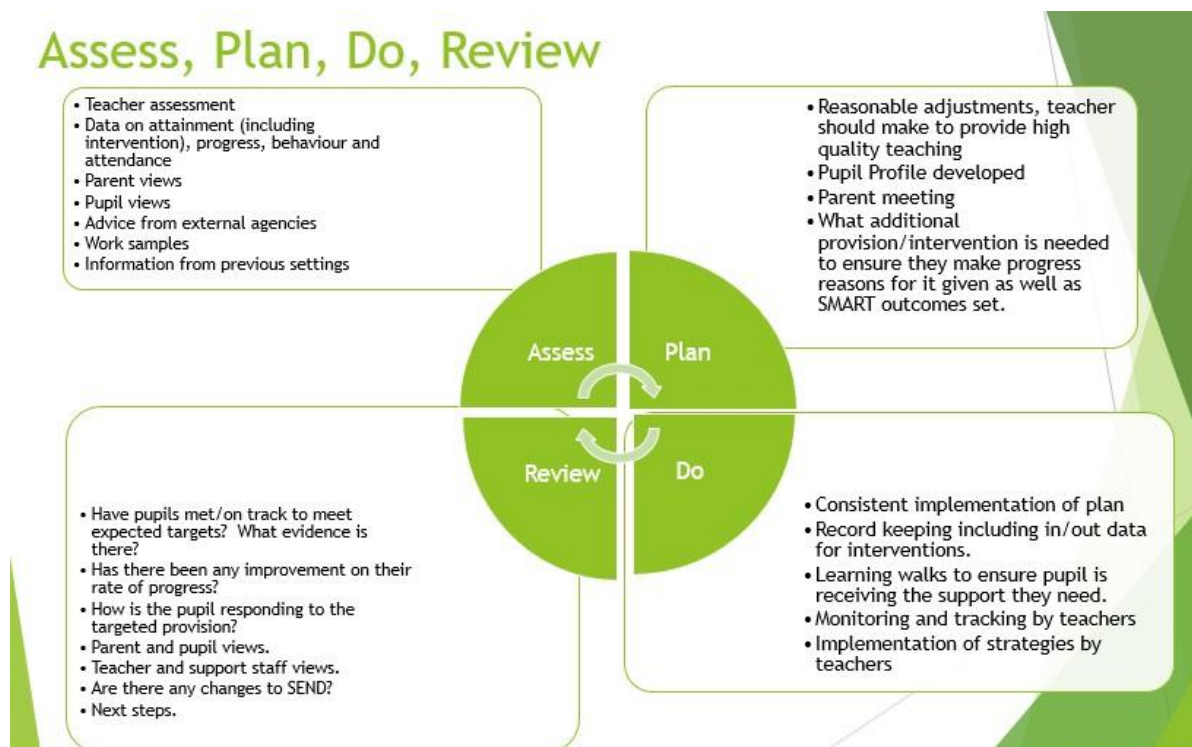 Assess, Plan, Do, Review
• Teacher assessment
• Data on attainment (including
intervention), progress, behaviour and
attendance
• Parent views
• Pupil views
• Advice from external agencies
• Work samples
• Information from previous settings
• Reasonable adjustments, teacher
should make to provide high
quality teaching
• Pupil Profile developed
• Parent meeting
• What additional
provision/intervention is needed
to ensure they make progress
reasons for it given as well as
SMART outcomes set.
Assess
Plan
Review
Do
• Have pupils met/on track to meet
expected targets? What evidence is
there?
• Has there been any improvement on their
rate of progress?
• How is the pupil responding to the
targeted provision?
• Parent and pupil views.
• Teacher and support staff views.
• Are there any changes to SEND?
• Next steps.
• Consistent implementation of plan
• Record keeping including in/out data
for interventions.
• Learning walks to ensure pupil is
receiving the support they need.
• Monitoring and tracking by teachers
• Implementation of strategies by
teachers